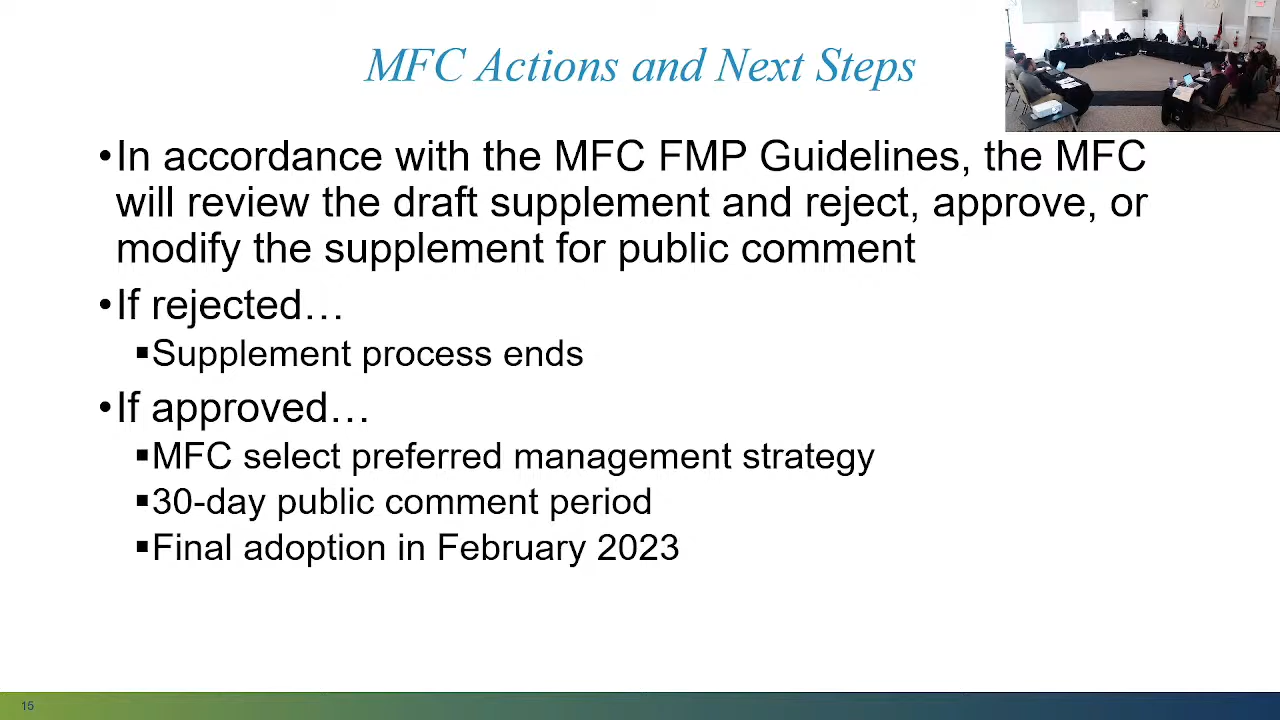 MFC Actions and Next Steps
•In accordance with the MFC FMP Guidelines, the MFC
will review the draft supplement and reject, approve, or
modify the supplement for public comment
•If rejected…
▪Supplement process ends
•If approved…
▪MFC select preferred management strategy
▪30-day public comment period
▪Final adoption in February 2023
15